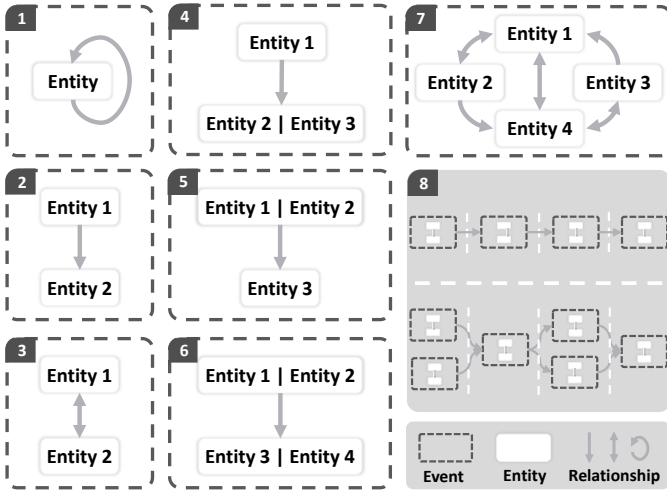 1
Entity
2
Entity 1
Entity 2
3
Entity 1
Entity 2
4
Entity 1
Entity 2 | Entity 3
5
Entity 1 | Entity 2
Entity 3
6
Entity 1 | Entity 2
Entity 3 | Entity 4
7
Entity 1
Entity 2
Entity 3
Entity 4
8
Event
Entity
Relationship